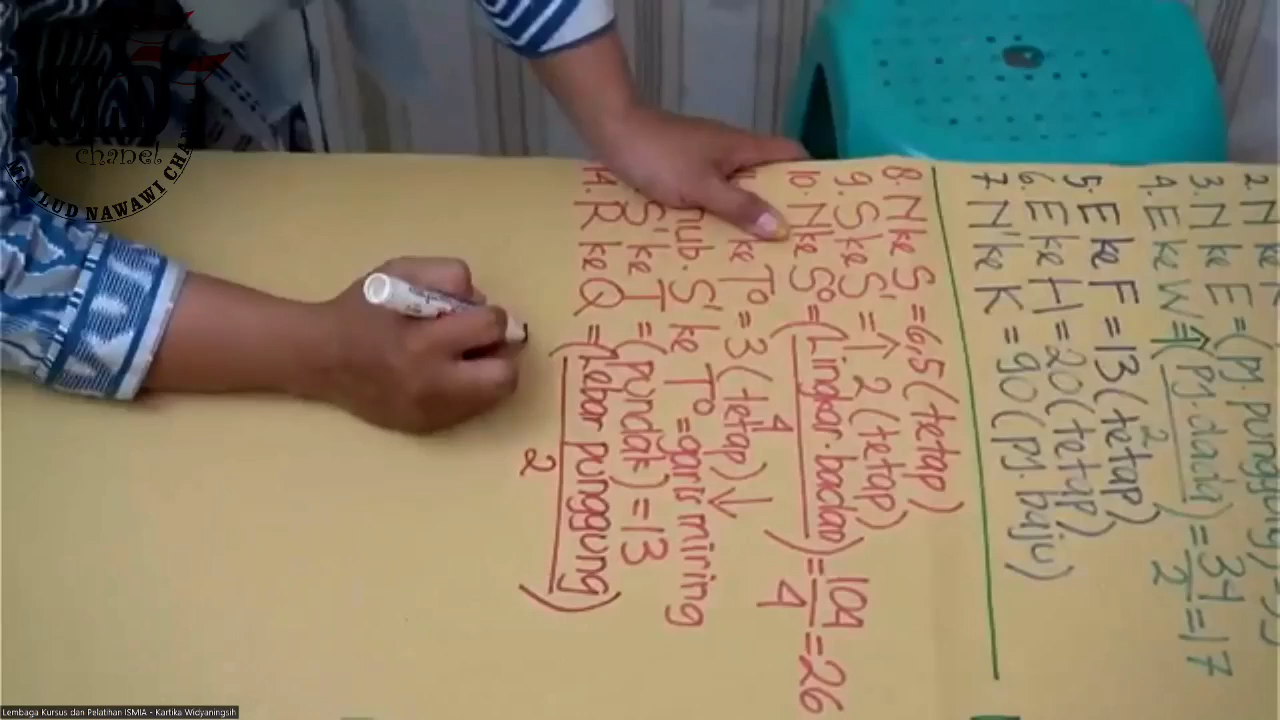 chanel
MAULUD NAWAWI CHANEL
2. N ke
3. N ke E = (pj. punggung)
4. E ke W = ↑ (pj. dada)/2 = 34/2 = 17
5. E ke F = 13 (tetap)
6. E ke H = 20 (tetap)
7. N' ke K = 90 (pj. baju)
8. N ke S = 6,5 (tetap)
9. S ke S' = ↑ 2 (tetap)
10. N ke S° = (Lingkar badan)/4 = 104/4 = 26
ke T° = 3 (tetap) ↓
hub. S' ke T° = garis miring
S' ke T = (pundak) = 13
14. R ke Q = (Lebar punggung)/2
Lembaga Kursus dan Pelatihan ISMIA - Kartika Widyaningsih